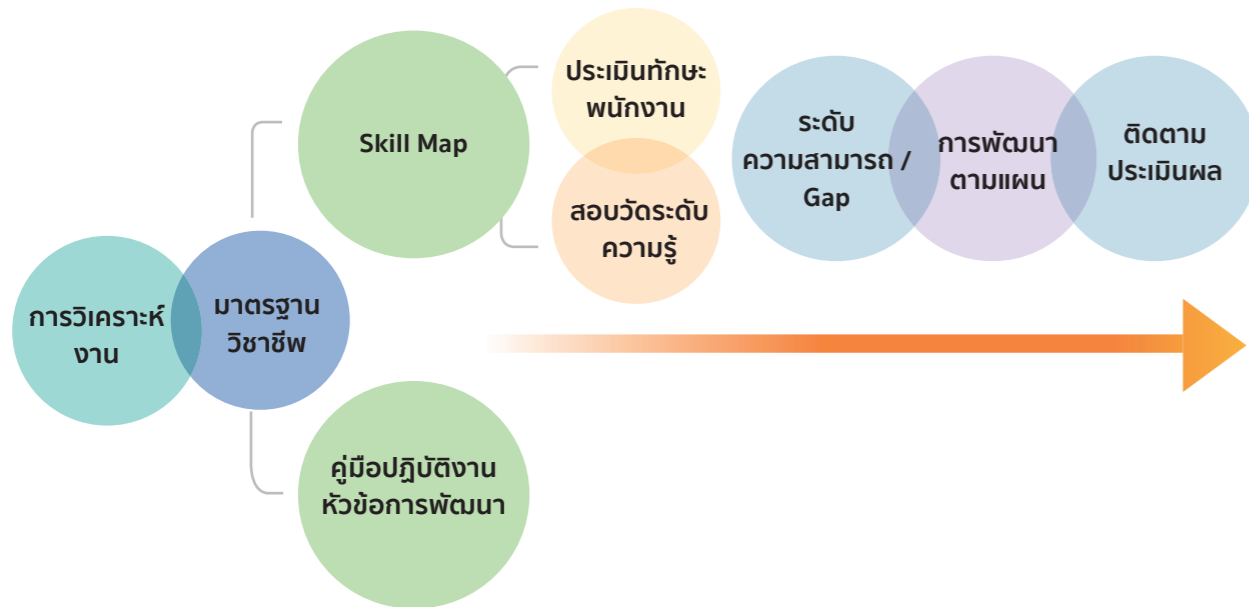 การวิเคราะห์
งาน
มาตรฐาน
วิชาชีพ
Skill Map
คู่มือปฏิบัติงาน
หัวข้อการพัฒนา
ประเมินทักษะ
พนักงาน
สอบวัดระดับ
ความรู้
ระดับ
ความสามารถ /
Gap
การพัฒนา
ตามแผน
ติดตาม
ประเมินผล